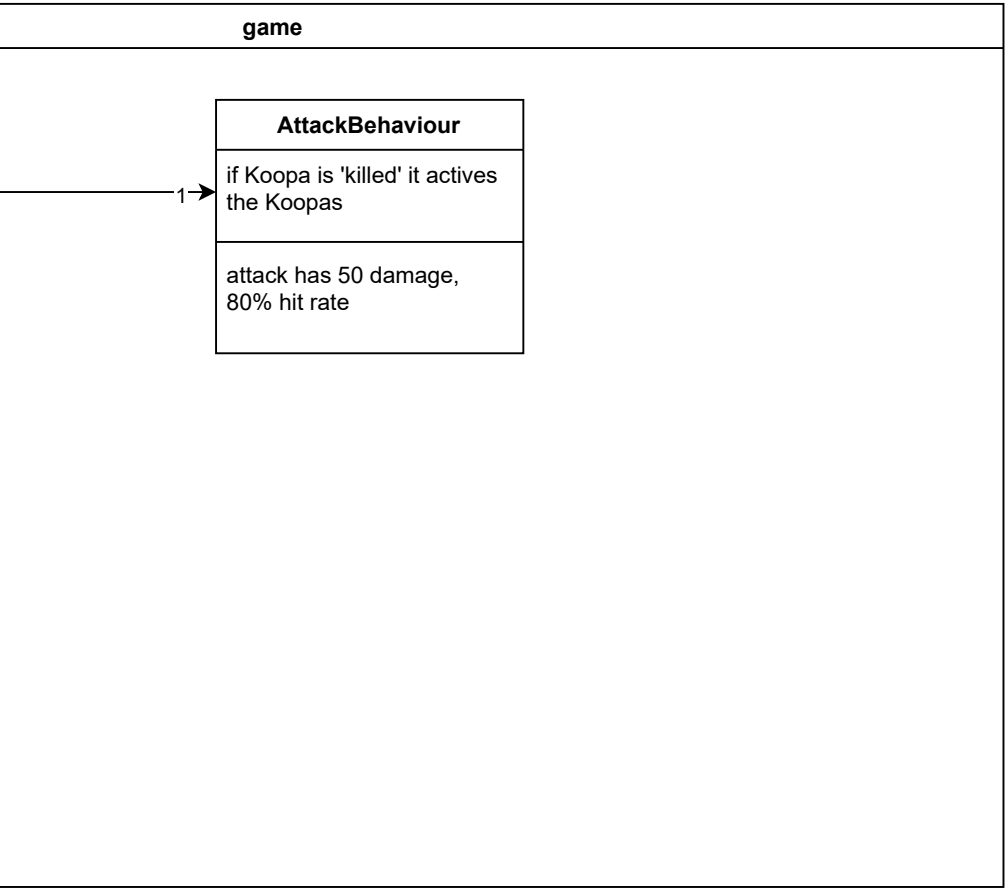 game
AttackBehaviour
if Koopa is 'killed' it actives
the Koopas
1
attack has 50 damage,
80% hit rate